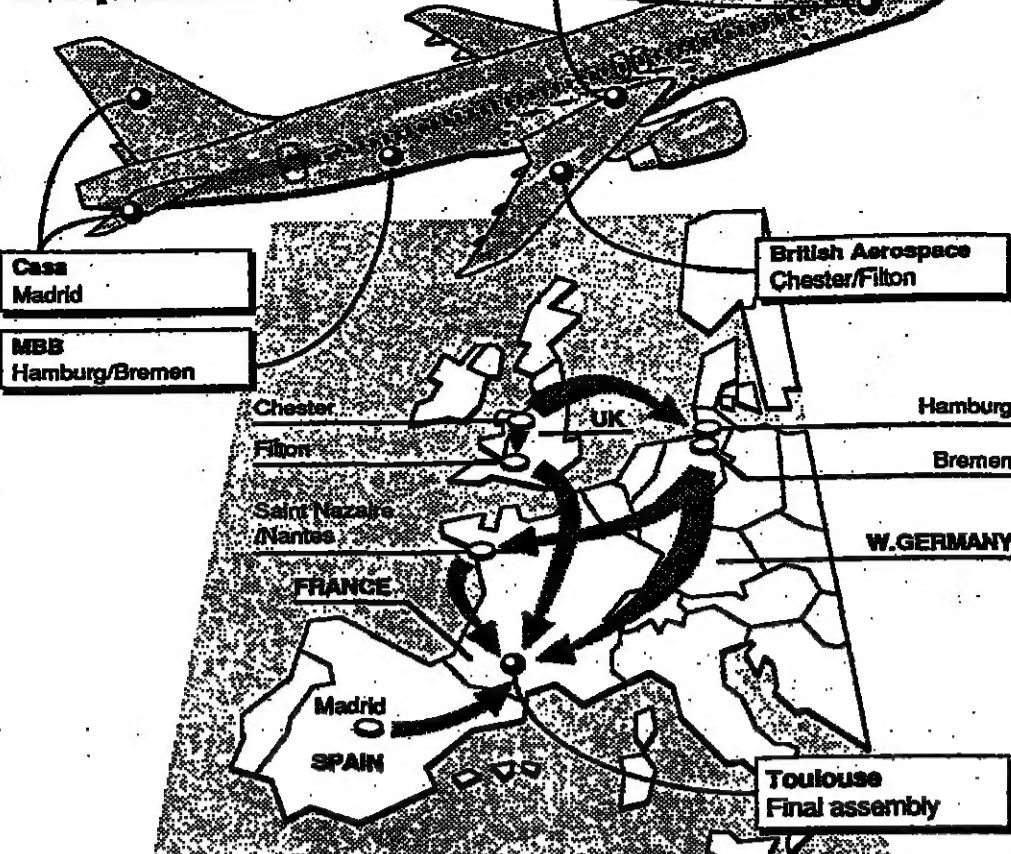 Casa
Madrid
MBB
Hamburg/Bremen
British Aerospace
Chester/Filton
Chester
UK
Hamburg
Filton
Bremen
Saint Nazaire
/Nantes
W.GERMANY
FRANCE
Madrid
SPAIN
Toulouse
Final assembly